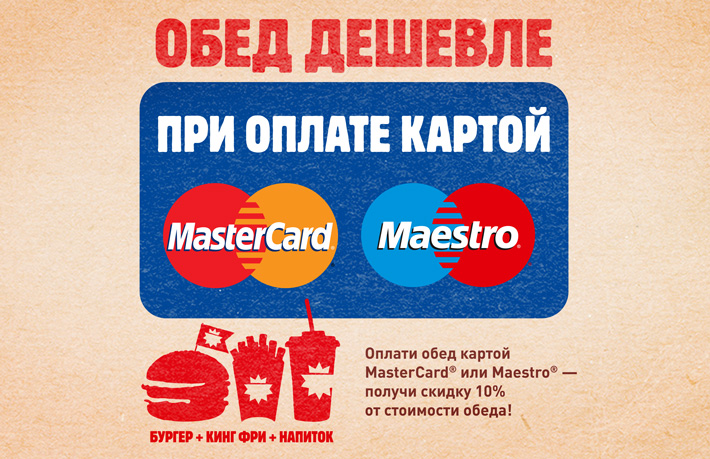 ОБЕД ДЕШЕВЛЕ
ПРИ ОПЛАТЕ КАРТОЙ
MasterCard®
Maestro®
Оплати обед картой
MasterCard® или Maestro® —
получи скидку 10%
от стоимости обеда!
БУРГЕР + КИНГ ФРИ + НАПИТОК